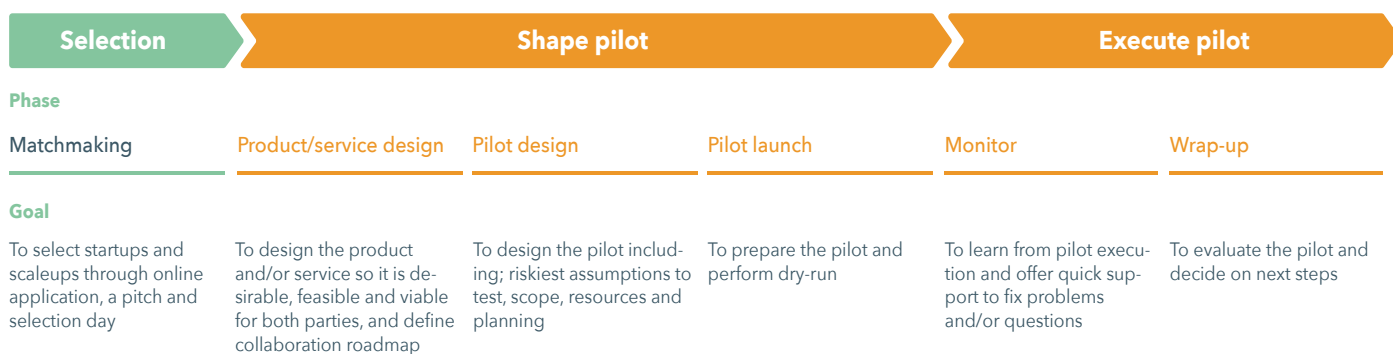 Selection
Shape pilot
Execute pilot
Phase
Matchmaking
Product/service design
Pilot design
Pilot launch
Monitor
Wrap-up
Goal
To select startups and
scaleups through online
application, a pitch and
selection day
To design the product
and/or service so it is de-
sirable, feasible and viable
for both parties, and define
collaboration roadmap
To design the pilot includ-
ing; riskiest assumptions to
test, scope, resources and
planning
To prepare the pilot and
perform dry-run
To learn from pilot execu-
tion and offer quick sup-
port to fix problems
and/or questions
To evaluate the pilot and
decide on next steps